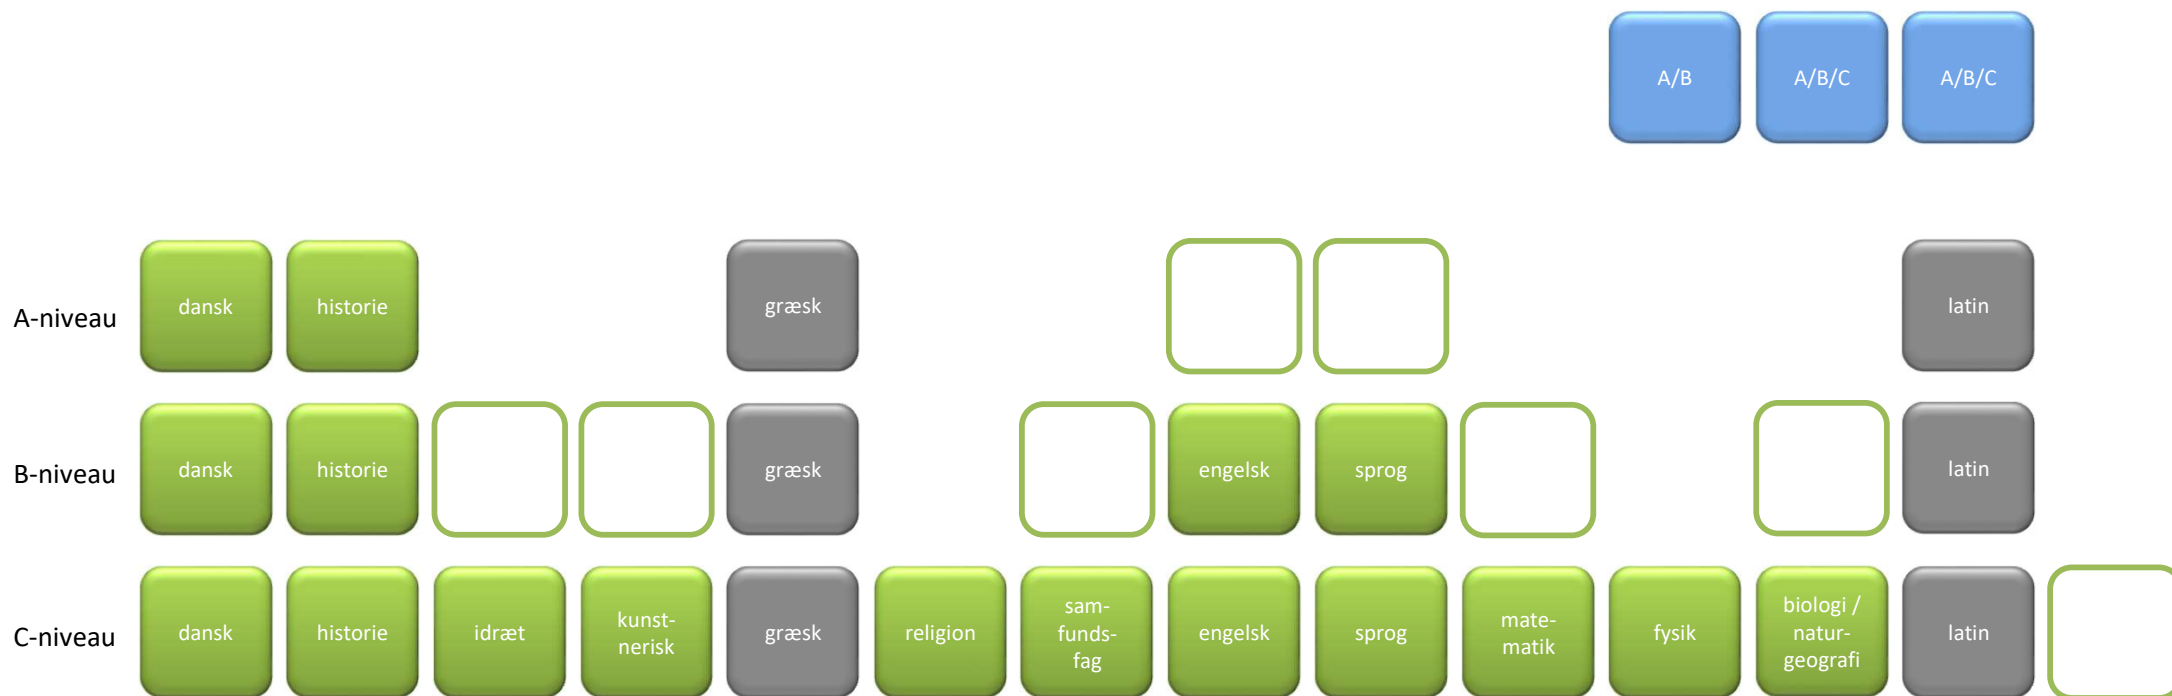 A/B
A/B/C
A/B/C
A-niveau
dansk
historie
græsk
latin
B-niveau
dansk
historie
græsk
engelsk
sprog
latin
C-niveau
dansk
historie
idræt
kunst-
nerisk
græsk
religion
sam-
funds-
fag
engelsk
sprog
mate-
matik
fysik
biologi /
natur-
geografi
latin